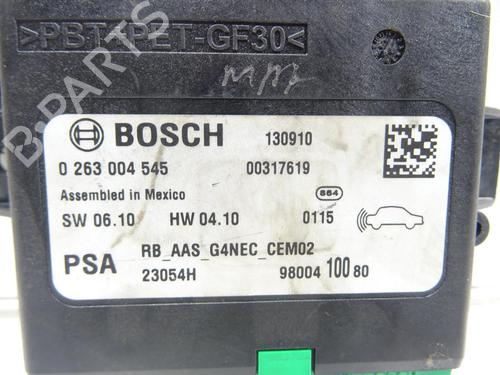 >PBT+PET-GF30<
B-PARTS
BOSCH 130910
0 263 004 545 00317619
Assembled in Mexico 864
SW 06.10 HW 04.10 0115
PSA RB_AAS_G4NEC_CEM02
23054H 98004 100 80